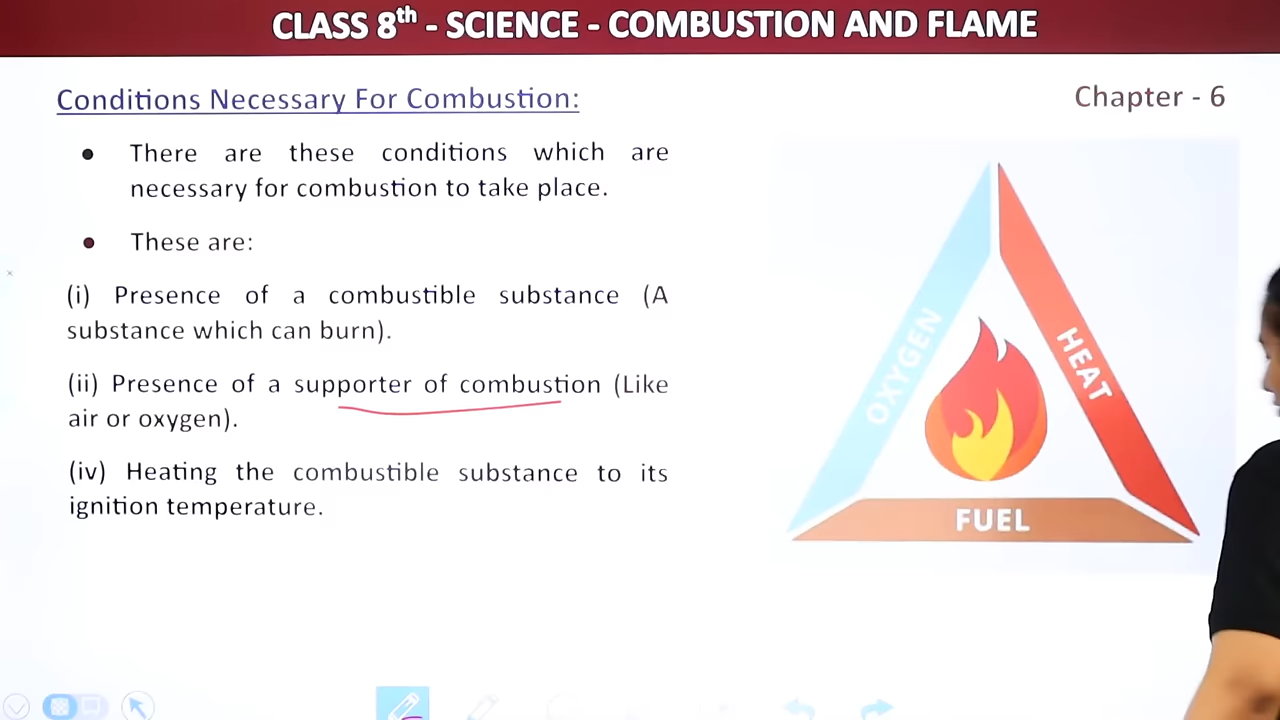 CLASS 8th - SCIENCE - COMBUSTION AND FLAME
Conditions Necessary For Combustion:
Chapter - 6
There are these conditions which are
necessary for combustion to take place.
These are:
(i) Presence of a combustible substance (A
substance which can burn).
(ii) Presence of a supporter of combustion (Like
air or oxygen).
(iv) Heating the combustible substance to its
ignition temperature.
OXYGEN
HEAT
FUEL